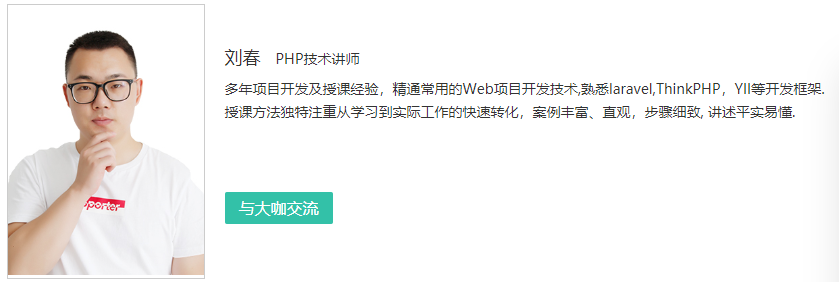 刘春 PHP技术讲师
多年项目开发及授课经验，精通常用的Web项目开发技术,熟悉laravel,ThinkPHP，YII等开发框架.
授课方法独特注重从学习到实际工作的快速转化，案例丰富、直观，步骤细致, 讲述平实易懂.
porter
与大咖交流